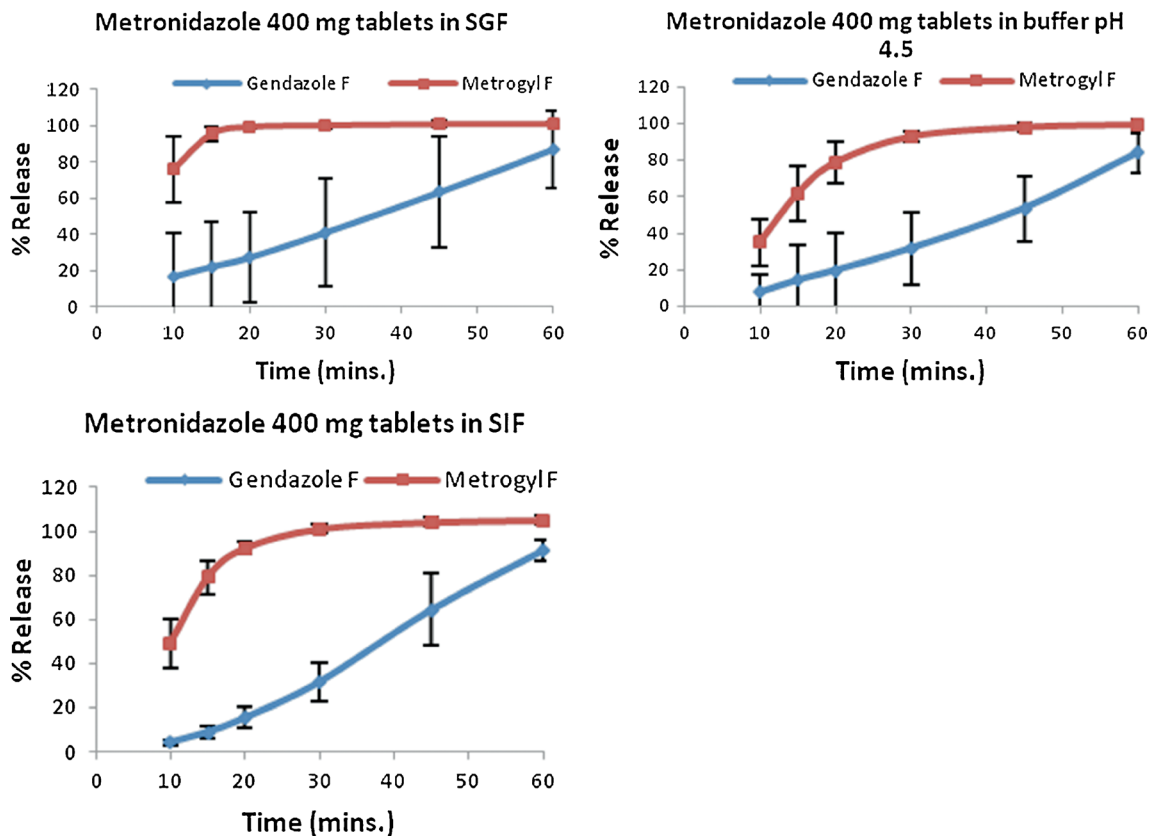 Metronidazole 400 mg tablets in SGF
Gendazole F
Metrogyl F
120
100
80
60
40
20
0
% Release
0 10 20 30 40 50 60
Time (mins.)
Metronidazole 400 mg tablets in buffer pH
4.5
Gendazole F
Metrogyl F
120
100
80
60
40
20
0
% Release
0 10 20 30 40 50 60
Time (mins.)
Metronidazole 400 mg tablets in SIF
Gendazole F
Metrogyl F
120
100
80
60
40
20
0
% Release
0 10 20 30 40 50 60
Time (mins.)